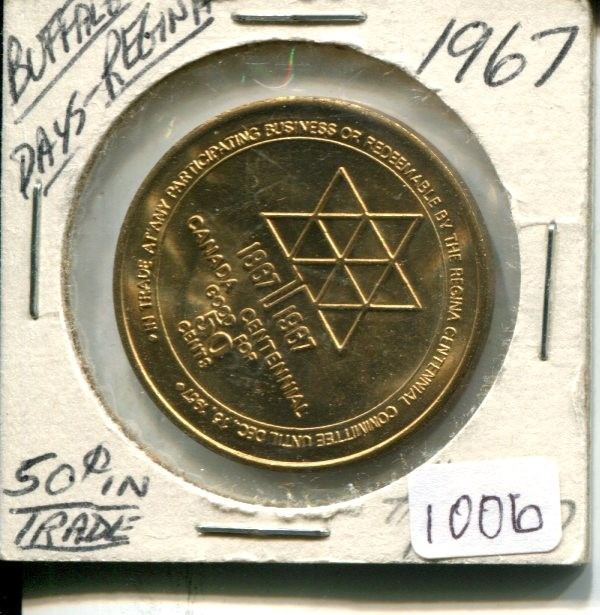 BUFFALO
DAYS-REGINA
1967
• IN TRADE AT ANY PARTICIPATING BUSINESS OR REDEEMABLE BY THE REGINA CENTENNIAL COMMITTEE UNTIL DEC. 15, 1967 •
1867 1967
CENTENNIAL
CANADA
GOOD FOR
50
CENTS
50¢ IN
TRADE
1006